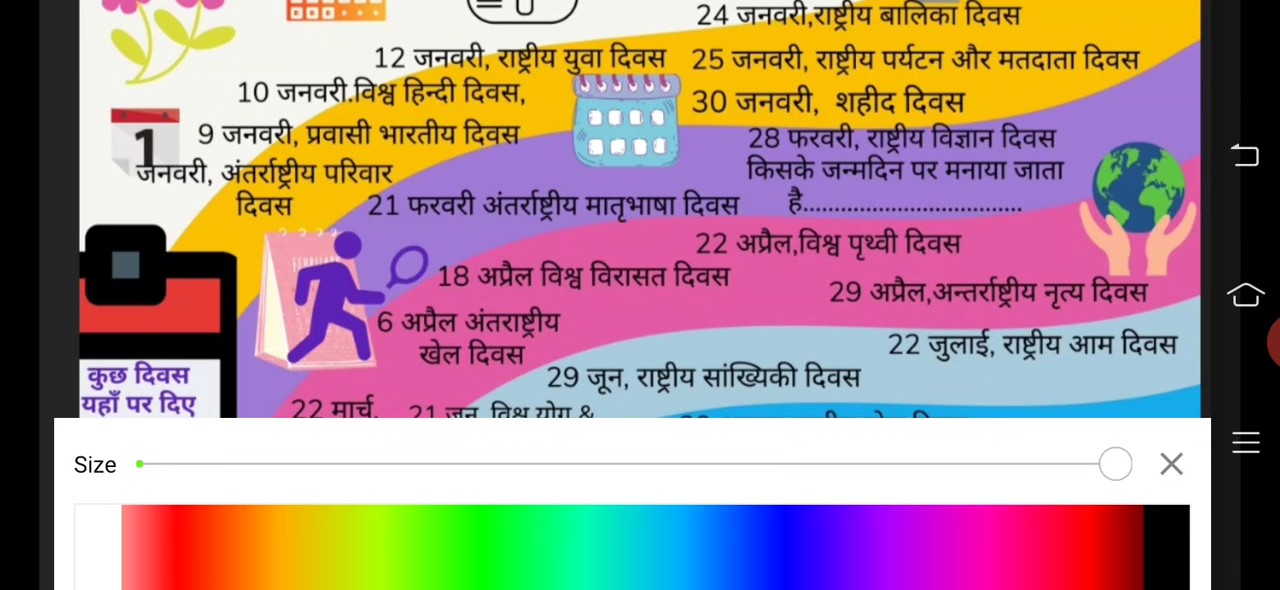 24 जनवरी,राष्ट्रीय बालिका दिवस
12 जनवरी, राष्ट्रीय युवा दिवस
25 जनवरी, राष्ट्रीय पर्यटन और मतदाता दिवस
10 जनवरी.विश्व हिन्दी दिवस,
30 जनवरी, शहीद दिवस
9 जनवरी, प्रवासी भारतीय दिवस
1
जनवरी, अंतर्राष्ट्रीय परिवार
दिवस
28 फरवरी, राष्ट्रीय विज्ञान दिवस
किसके जन्मदिन पर मनाया जाता
है...................................
21 फरवरी अंतर्राष्ट्रीय मातृभाषा दिवस
22 अप्रैल,विश्व पृथ्वी दिवस
18 अप्रैल विश्व विरासत दिवस
29 अप्रैल,अन्तर्राष्ट्रीय नृत्य दिवस
6 अप्रैल अंतराष्ट्रीय
खेल दिवस
22 जुलाई, राष्ट्रीय आम दिवस
29 जून, राष्ट्रीय सांख्यिकी दिवस
कुछ दिवस
यहाँ पर दिए
22 मार्च,
21 जून, विश्व योग &
Size